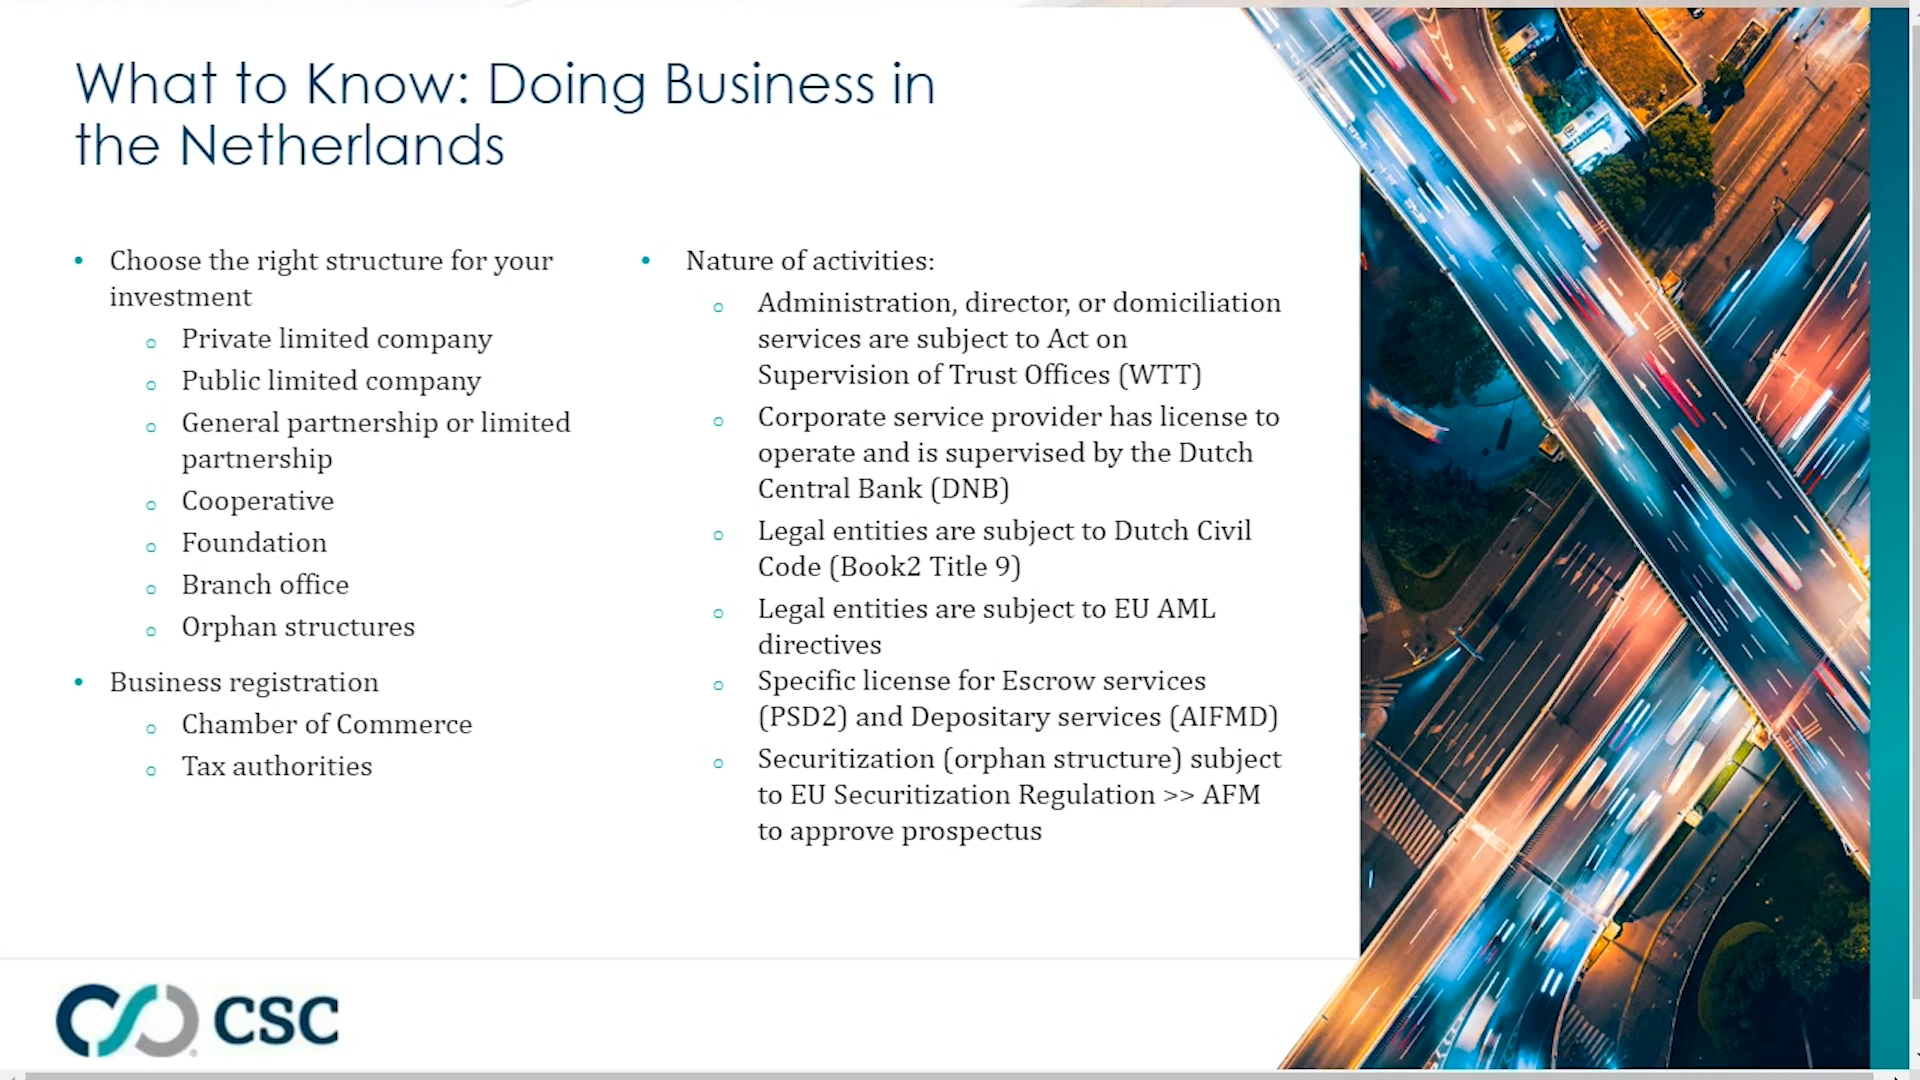 What to Know: Doing Business in
the Netherlands
• Choose the right structure for your
investment
o Private limited company
o Public limited company
o General partnership or limited
partnership
o Cooperative
o Foundation
o Branch office
o Orphan structures
• Business registration
o Chamber of Commerce
o Tax authorities
• Nature of activities:
o Administration, director, or domiciliation
services are subject to Act on
Supervision of Trust Offices (WTT)
o Corporate service provider has license to
operate and is supervised by the Dutch
Central Bank (DNB)
o Legal entities are subject to Dutch Civil
Code (Book2 Title 9)
o Legal entities are subject to EU AML
directives
o Specific license for Escrow services
(PSD2) and Depositary services (AIFMD)
o Securitization (orphan structure) subject
to EU Securitization Regulation >> AFM
to approve prospectus
CSC